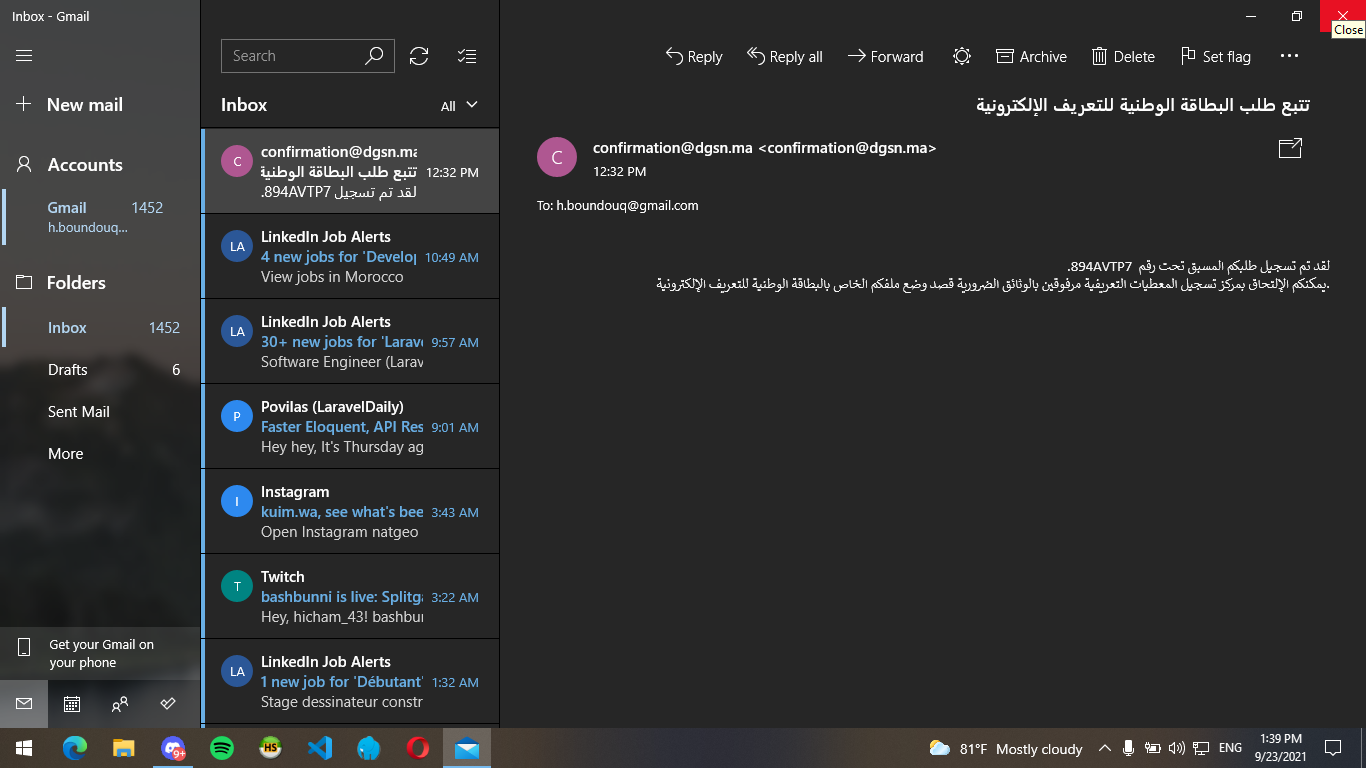 Inbox - Gmail
Close
Search
Reply
Reply all
Forward
Archive
Delete
Set flag
New mail
Inbox
All
تتبع طلب البطاقة الوطنية للتعريف الإلكترونية
Accounts
Gmail 1452
h.boundouq...
Folders
Inbox 1452
Drafts 6
Sent Mail
More
Get your Gmail on
your phone
C
confirmation@dgsn.ma
تتبع طلب البطاقة الوطنية 12:32 PM
لقد تم تسجيل 894AVTP7.
LA
LinkedIn Job Alerts
4 new jobs for 'Develop 10:49 AM
View jobs in Morocco
LA
LinkedIn Job Alerts
30+ new jobs for 'Larave 9:57 AM
Software Engineer (Larav
P
Povilas (LaravelDaily)
Faster Eloquent, API Res 9:01 AM
Hey hey, It's Thursday ag
I
Instagram
kuim.wa, see what's bee 3:43 AM
Open Instagram natgeo
T
Twitch
bashbunni is live: Splitga 3:22 AM
Hey, hicham_43! bashbun
LA
LinkedIn Job Alerts
1 new job for 'Débutant' 1:32 AM
Stage dessinateur constr
C
confirmation@dgsn.ma <confirmation@dgsn.ma>
12:32 PM
To: h.boundouq@gmail.com
لقد تم تسجيل طلبكم المسبق تحت رقم 894AVTP7.
.يمكنكم الإلتحاق بمركز تسجيل المعطيات التعريفية مرفوقين بالوثائق الضرورية قصد وضع ملفكم الخاص بالبطاقة الوطنية للتعريف الإلكترونية
9+
HS
81°F Mostly cloudy
ENG
1:39 PM
9/23/2021